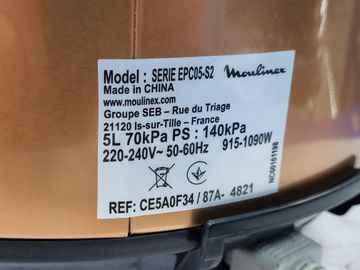 Model : SERIE EPC05-S2 Moulinex
Made in CHINA
www.moulinex.com
Groupe SEB – Rue du Triage
21120 Is-sur-Tille – France
5L 70kPa PS : 140kPa
220-240V~ 50-60Hz 915-1090W
REF: CE5A0F34 / 87A- 4821
NC00161198